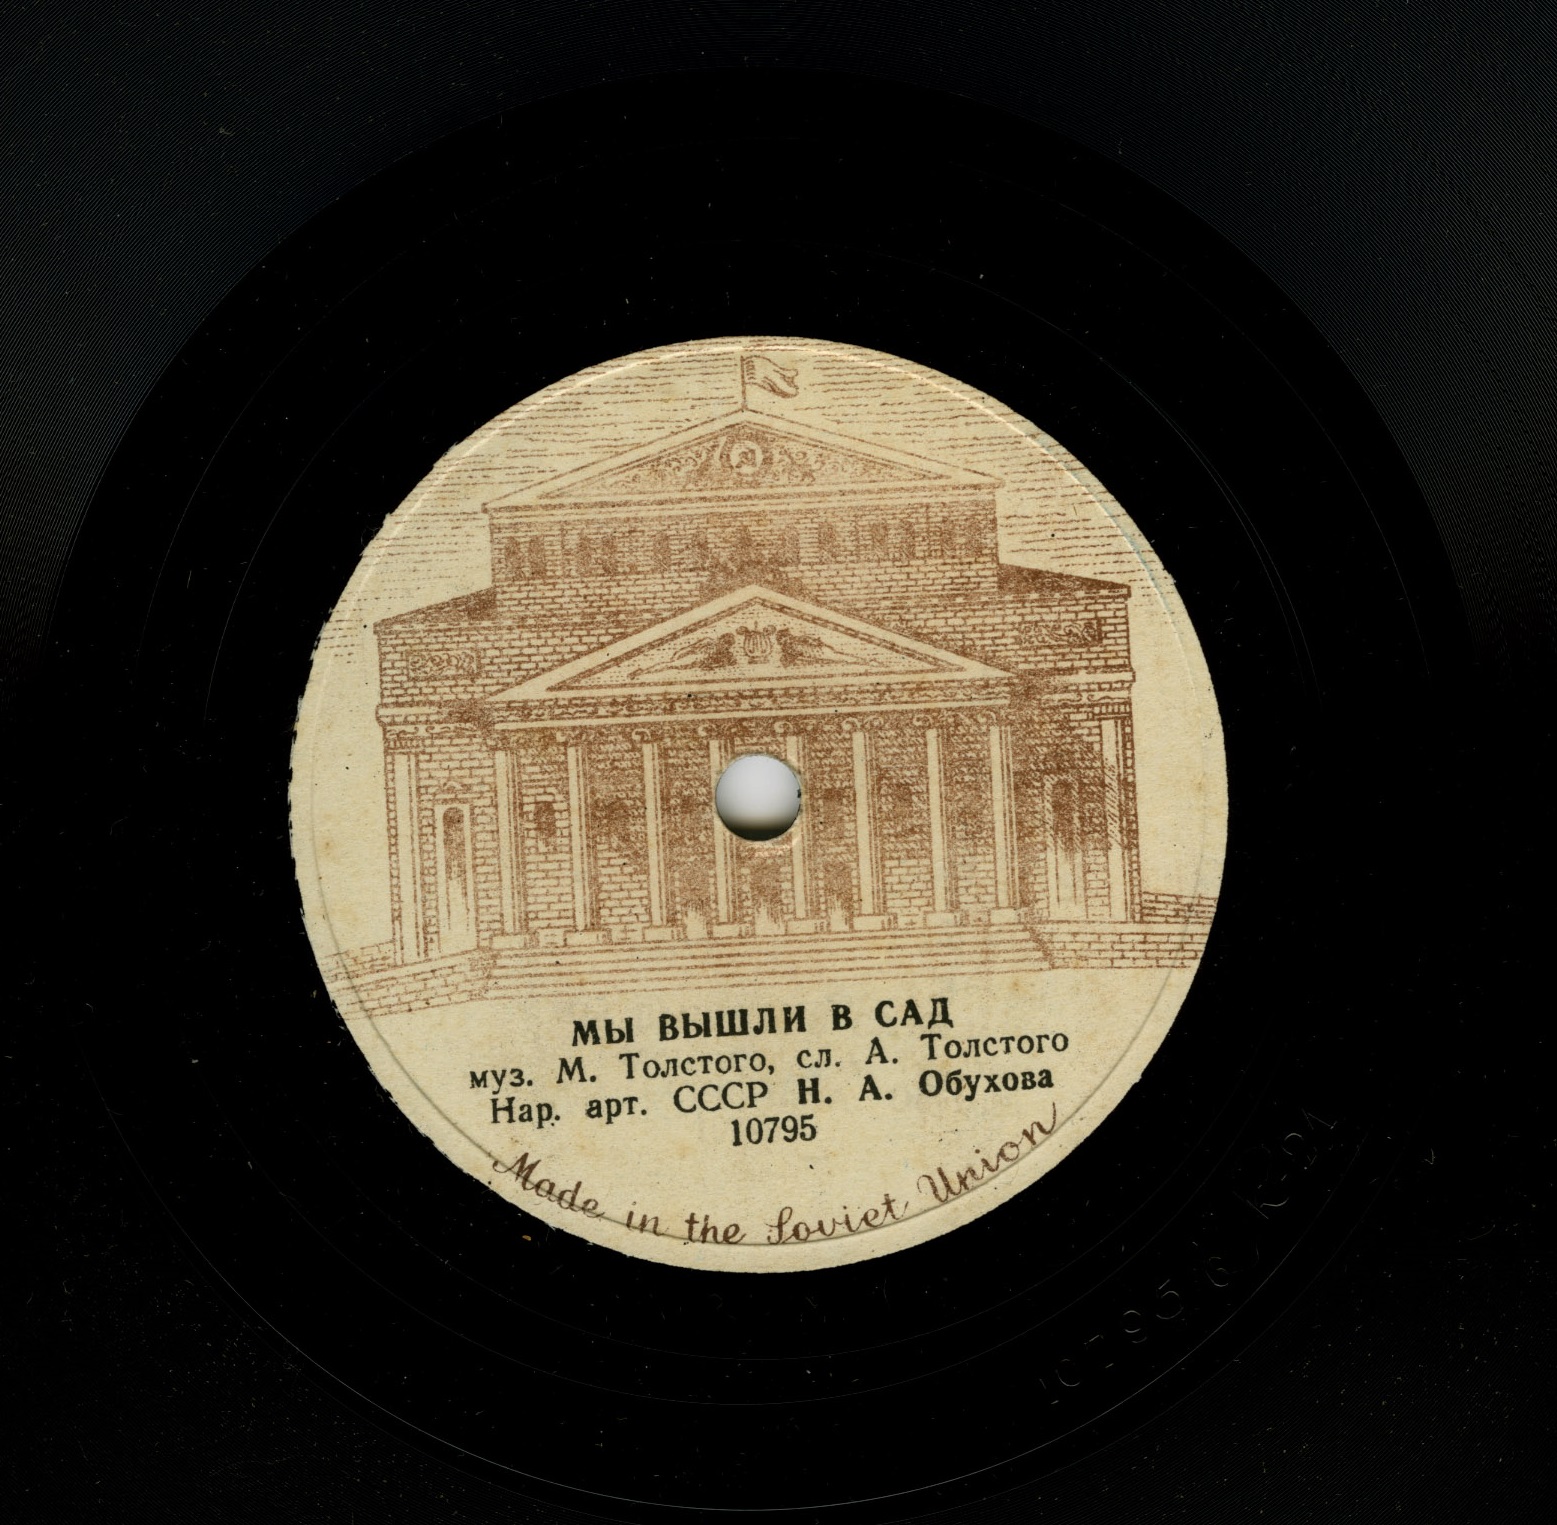 МЫ ВЫШЛИ В САД
муз. М. Толстого, сл. А. Толстого
Нар. арт. СССР Н. А. Обухова
10795
Made in the Soviet Union